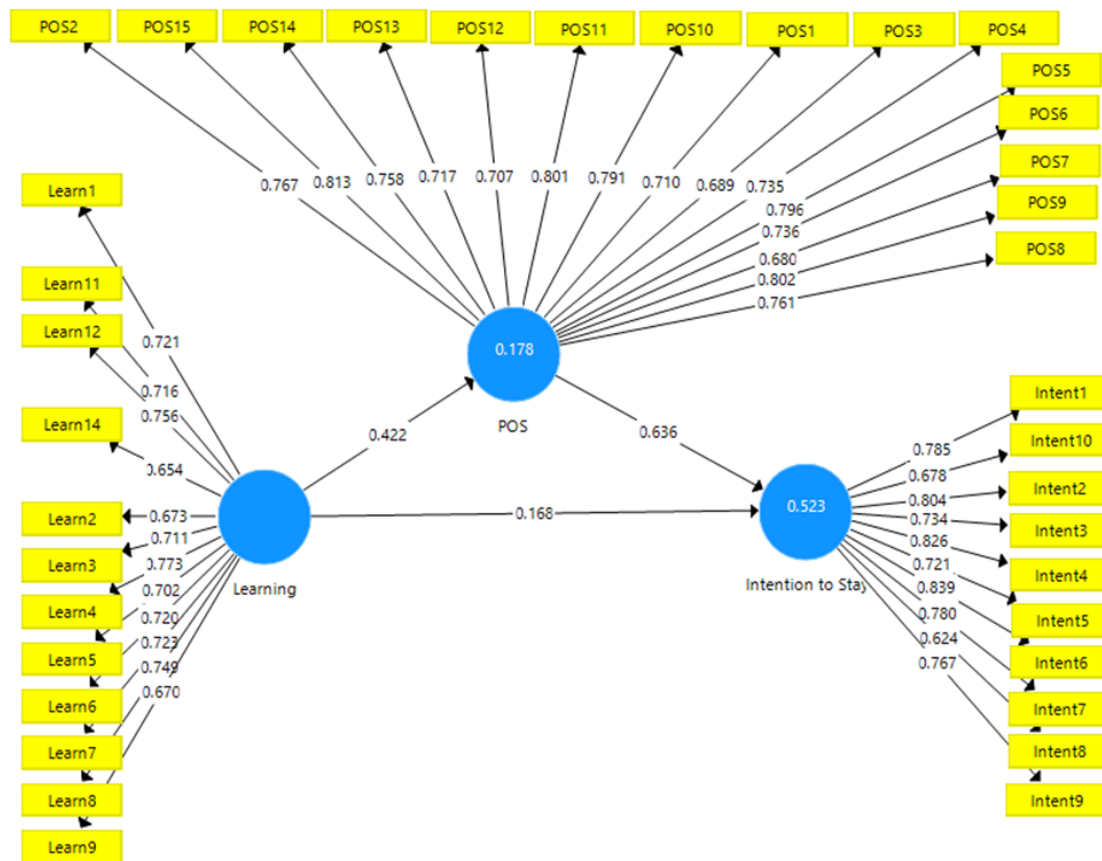 POS2 POS15 POS14 POS13 POS12 POS11 POS10 POS1 POS3 POS4
POS5
POS6
POS7
POS9
POS8
0.767 0.813 0.758 0.717 0.707 0.801 0.791 0.710 0.689 0.735
0.796
0.736
0.680
0.802
0.761
Learn1
Learn11
Learn12
Learn14
Learn2
Learn3
Learn4
Learn5
Learn6
Learn7
Learn8
Learn9
0.721
0.716
0.756
0.654
0.673
0.711
0.773
0.702
0.720
0.723
0.749
0.670
0.178
POS
0.422
0.636
0.168
Learning
0.523
Intention to Stay
0.785
0.678
0.804
0.734
0.826
0.721
0.839
0.780
0.624
0.767
Intent1
Intent10
Intent2
Intent3
Intent4
Intent5
Intent6
Intent7
Intent8
Intent9